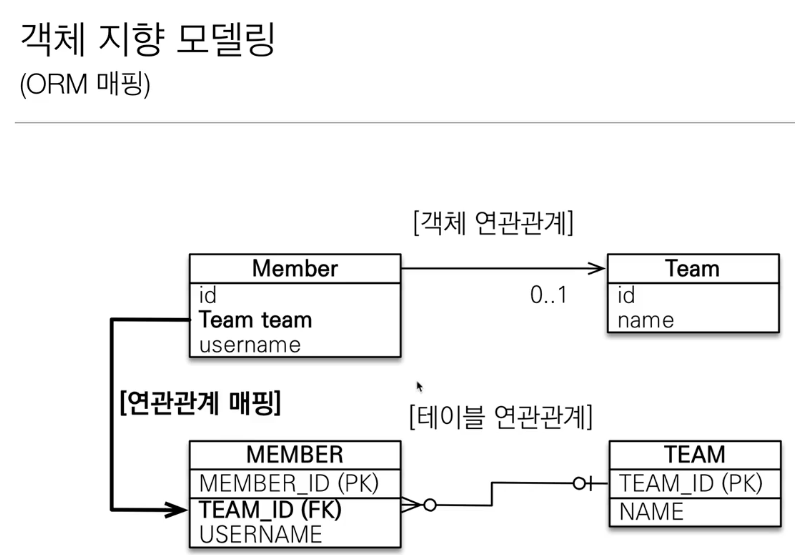 객체 지향 모델링
(ORM 매핑)
[객체 연관관계]
Member
id
Team team
username
0..1
Team
id
name
[연관관계 매핑]
[테이블 연관관계]
MEMBER
MEMBER_ID (PK)
TEAM_ID (FK)
USERNAME
TEAM
TEAM_ID (PK)
NAME